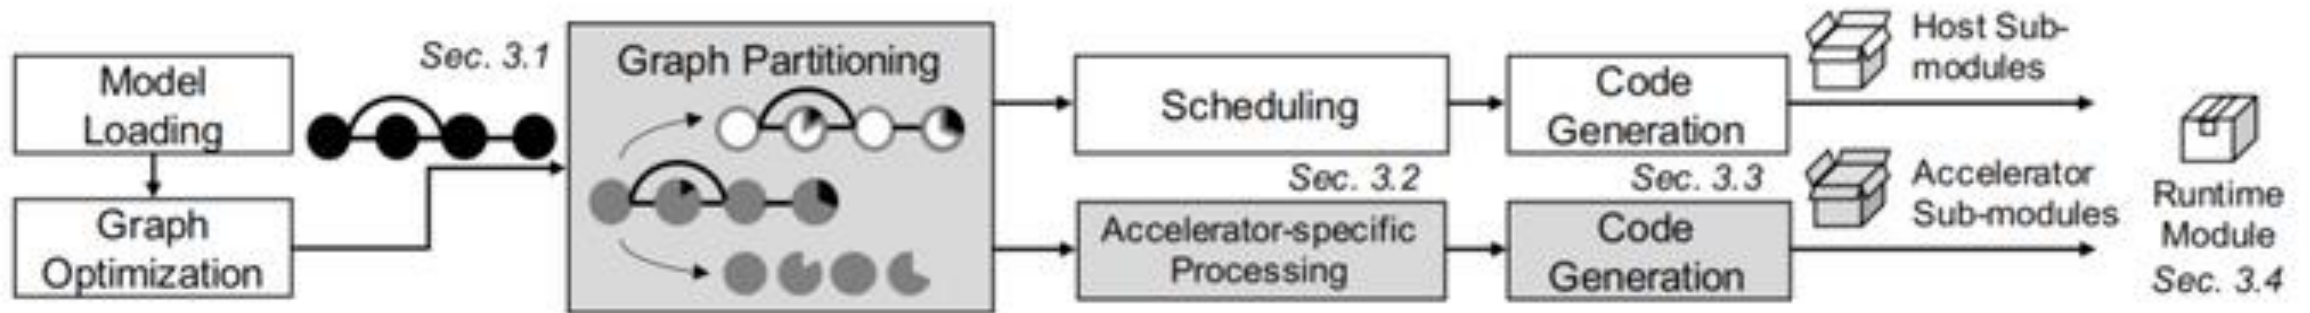 Model
Loading
Graph
Optimization
Sec. 3.1
Graph Partitioning
Scheduling
Code
Generation
Host Sub-
modules
Sec. 3.2
Sec. 3.3
Accelerator-specific
Processing
Code
Generation
Accelerator
Sub-modules
Runtime
Module
Sec. 3.4